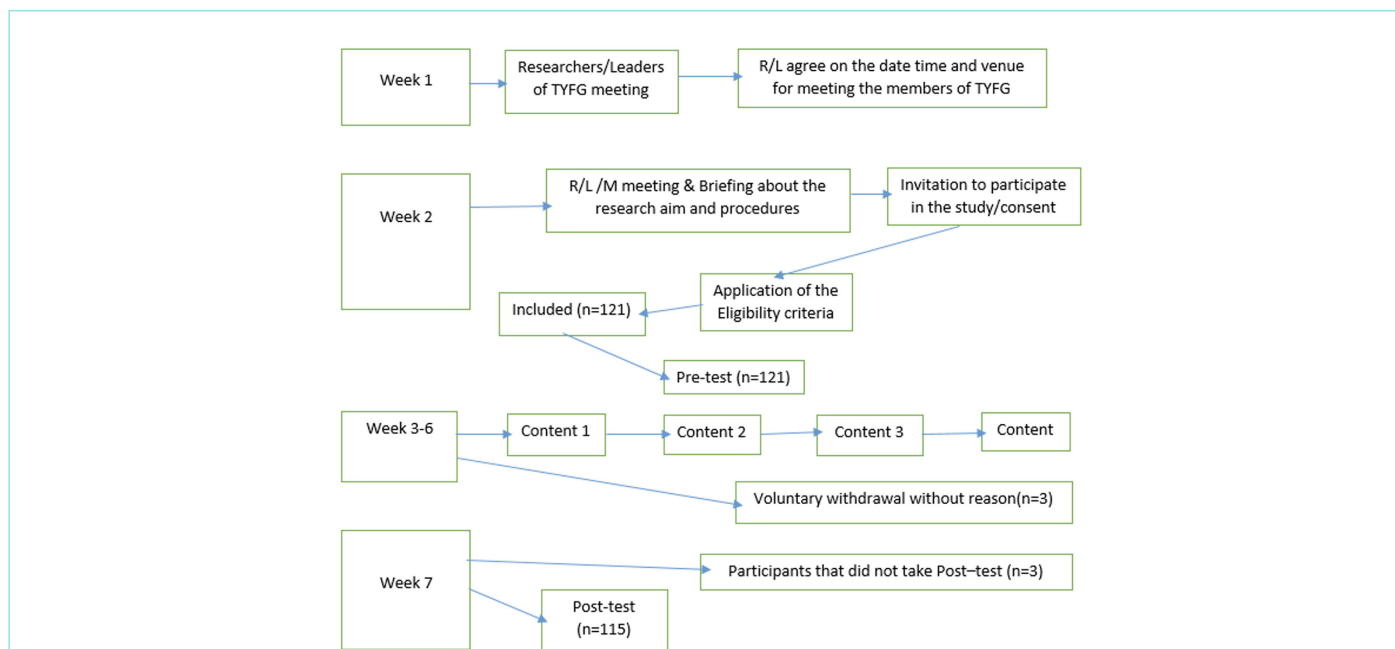 Week 1
Researchers/Leaders
of TYFG meeting
R/L agree on the date time and venue
for meeting the members of TYFG
Week 2
R/L /M meeting & Briefing about the
research aim and procedures
Invitation to participate
in the study/consent
Application of the
Eligibility criteria
Included (n=121)
Pre-test (n=121)
Week 3-6
Content 1
Content 2
Content 3
Content
Voluntary withdrawal without reason(n=3)
Week 7
Participants that did not take Post–test (n=3)
Post-test
(n=115)